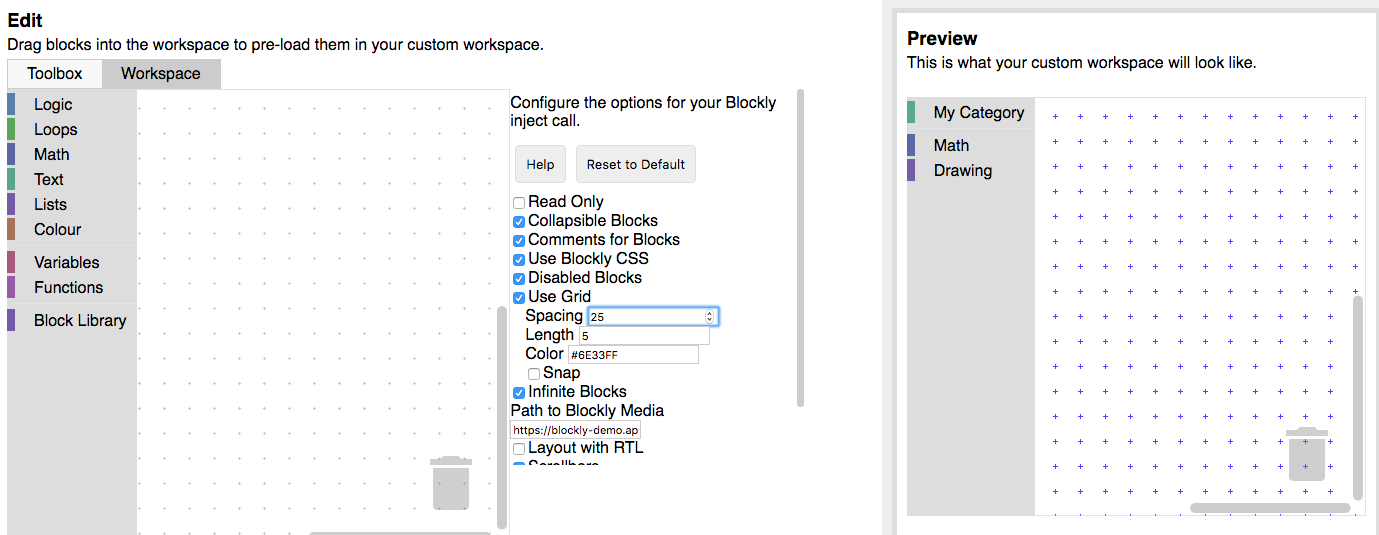 Edit
Drag blocks into the workspace to pre-load them in your custom workspace.
Toolbox
Workspace
Logic
Loops
Math
Text
Lists
Colour
Variables
Functions
Block Library
Configure the options for your Blockly
inject call.
Help
Reset to Default
Read Only
Collapsible Blocks
Comments for Blocks
Use Blockly CSS
Disabled Blocks
Use Grid
Spacing 25
Length 5
Color #6E33FF
Snap
Infinite Blocks
Path to Blockly Media
https://blockly-demo.ap
Layout with RTL
Scrollbars
Preview
This is what your custom workspace will look like.
My Category
Math
Drawing